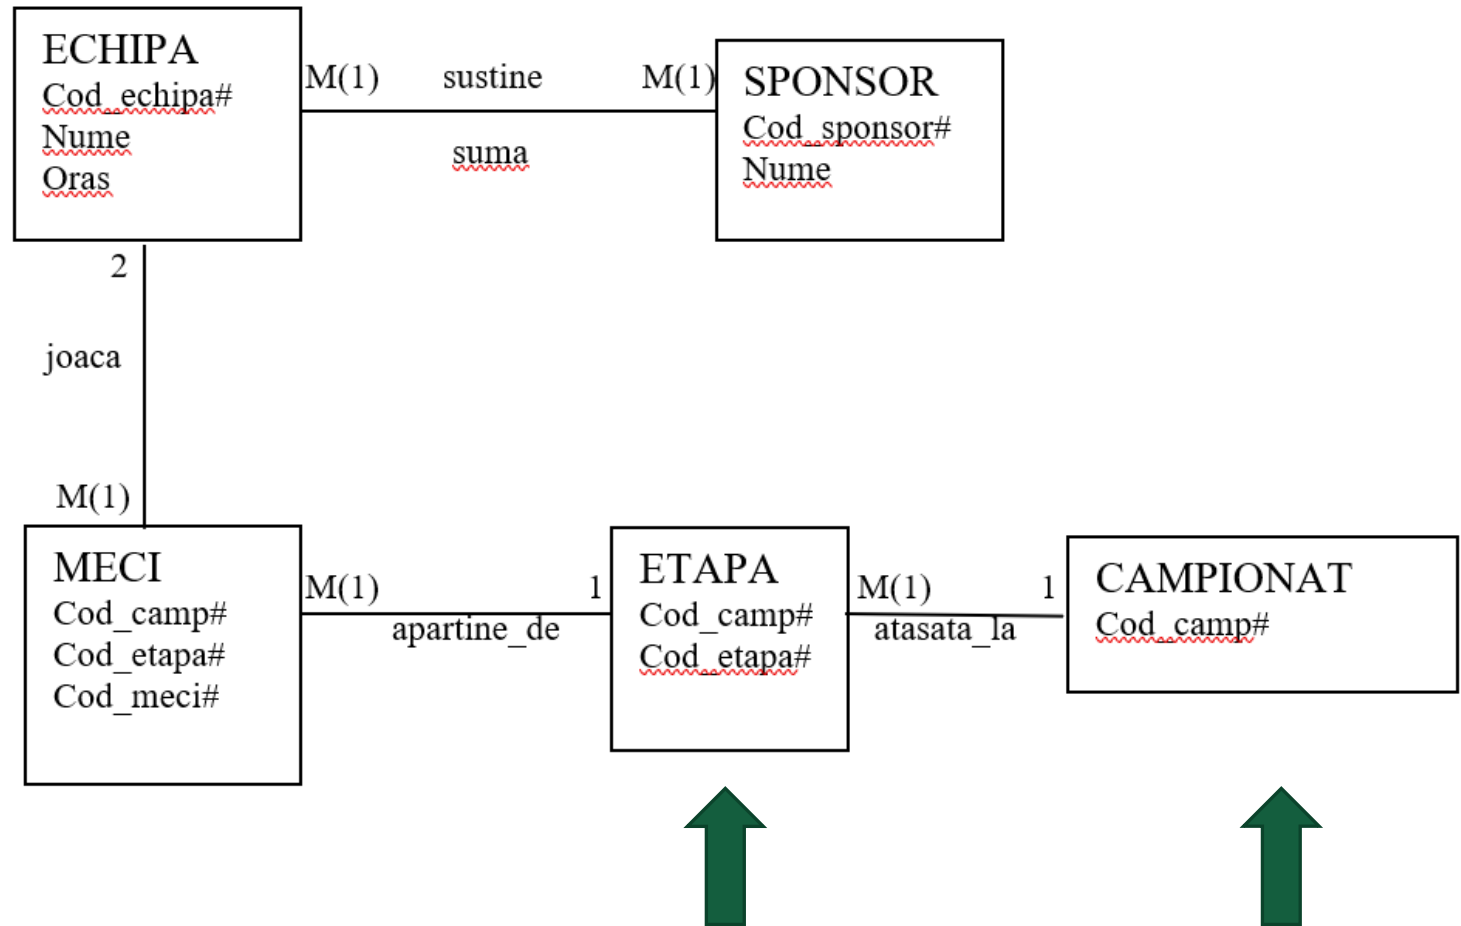 ECHIPA
Cod_echipa#
Nume
Oras
M(1)
sustine
M(1)
suma
SPONSOR
Cod_sponsor#
Nume
2
joaca
M(1)
MECI
Cod_camp#
Cod_etapa#
Cod_meci#
M(1)
1
apartine_de
ETAPA
Cod_camp#
Cod_etapa#
M(1)
1
atasata_la
CAMPIONAT
Cod_camp#